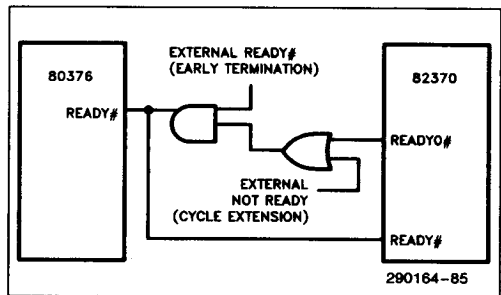 EXTERNAL READY#
(EARLY TERMINATION)
80376
82370
READY#
READYO#
EXTERNAL
NOT READY
(CYCLE EXTENSION)
READY#
290164-85